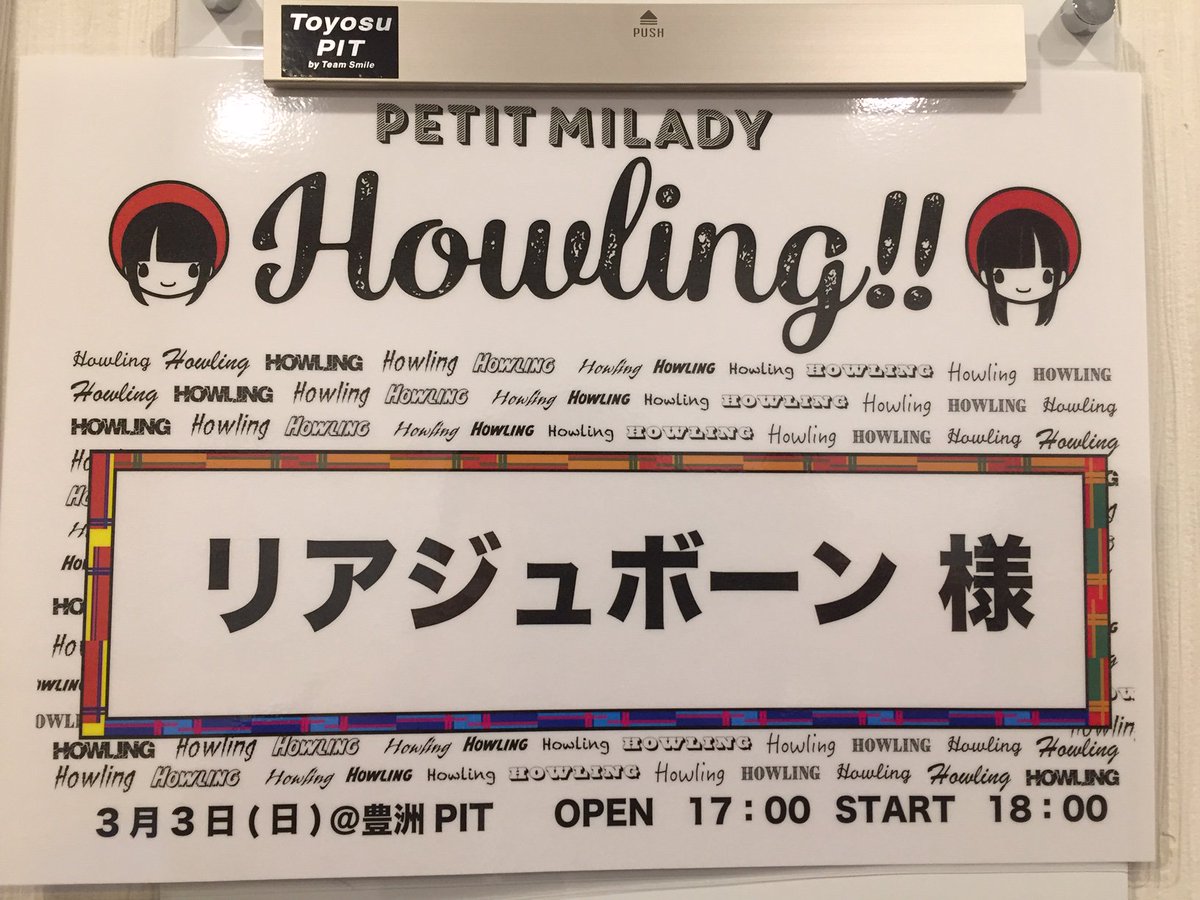 Toyosu
PIT
by Team Smile
PUSH
PETIT MILADY
Howling!!
Howling Howling HOWLING Howling HOWLING Howling HOWLING Howling HOWLING Howling HOWLING
Howling HOWLING Howling HOWLING Howling HOWLING Howling HOWLING Howling HOWLING Howling
HOWLING Howling HOWLING Howling HOWLING Howling HOWLING Howling HOWLING Howling Howling
リアジュボーン 様
HOWLING Howling HOWLING Howling HOWLING Howling HOWLING Howling HOWLING Howling Howling
Howling HOWLING Howling HOWLING Howling HOWLING Howling HOWLING Howling Howling HOWLING
3月3日(日)@豊洲 PIT OPEN 17:00 START 18:00